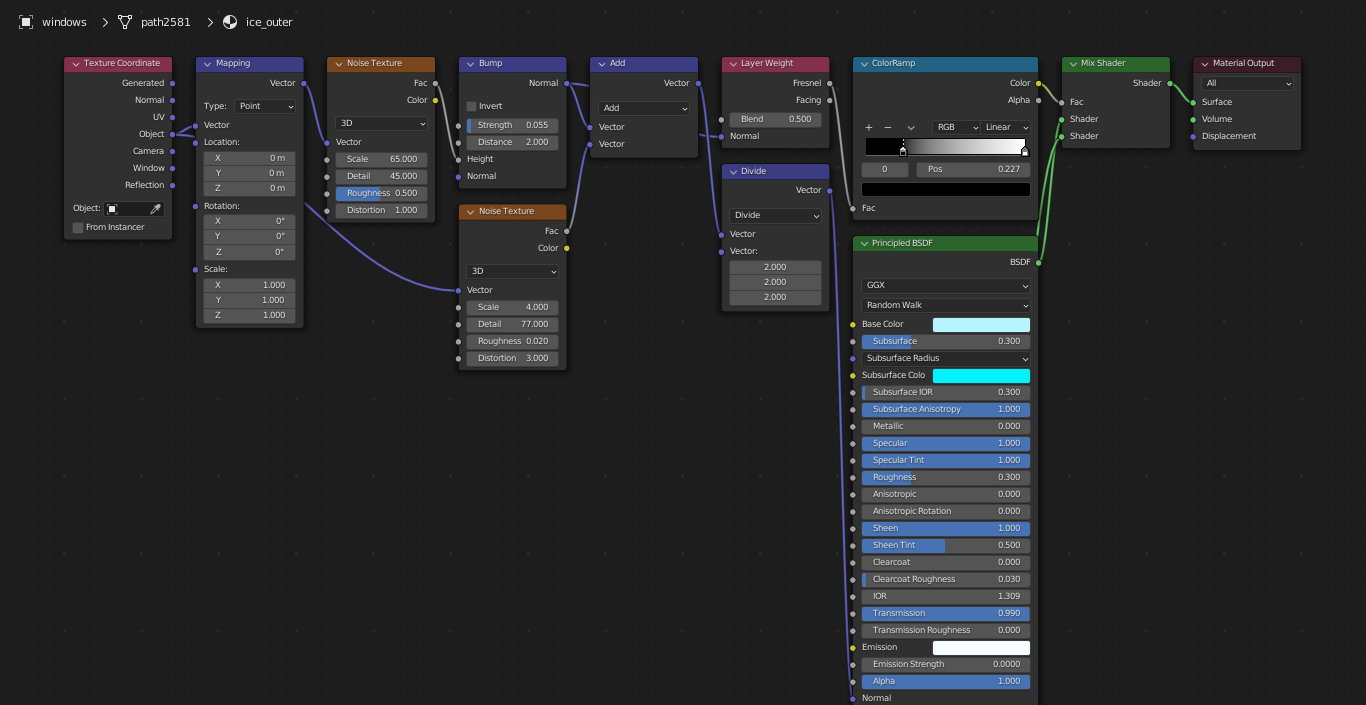 windows > path2581 > ice_outer
Texture Coordinate
Generated
Normal
UV
Object
Camera
Window
Reflection
Object:
From Instancer
Mapping
Vector
Type: Point
Vector
Location:
X 0 m
Y 0 m
Z 0 m
Rotation:
X 0°
Y 0°
Z 0°
Scale:
X 1.000
Y 1.000
Z 1.000
Noise Texture
Fac
Color
3D
Vector
Scale 65.000
Detail 45.000
Roughness 0.500
Distortion 1.000
Bump
Normal
Invert
Strength 0.055
Distance 2.000
Height
Normal
Noise Texture
Fac
Color
3D
Vector
Scale 4.000
Detail 77.000
Roughness 0.020
Distortion 3.000
Add
Vector
Add
Vector
Vector
Layer Weight
Fresnel
Facing
Blend 0.500
Normal
Divide
Vector
Divide
Vector
Vector:
2.000
2.000
2.000
ColorRamp
Color
Alpha
+ − RGB Linear
0 Pos 0.227
Fac
Principled BSDF
BSDF
GGX
Random Walk
Base Color
Subsurface 0.300
Subsurface Radius
Subsurface Colo
Subsurface IOR 0.300
Subsurface Anisotropy 1.000
Metallic 0.000
Specular 1.000
Specular Tint 1.000
Roughness 0.300
Anisotropic 0.000
Anisotropic Rotation 0.000
Sheen 1.000
Sheen Tint 0.500
Clearcoat 0.000
Clearcoat Roughness 0.030
IOR 1.309
Transmission 0.990
Transmission Roughness 0.000
Emission
Emission Strength 0.0000
Alpha 1.000
Normal
Mix Shader
Shader
Fac
Shader
Shader
Material Output
All
Surface
Volume
Displacement